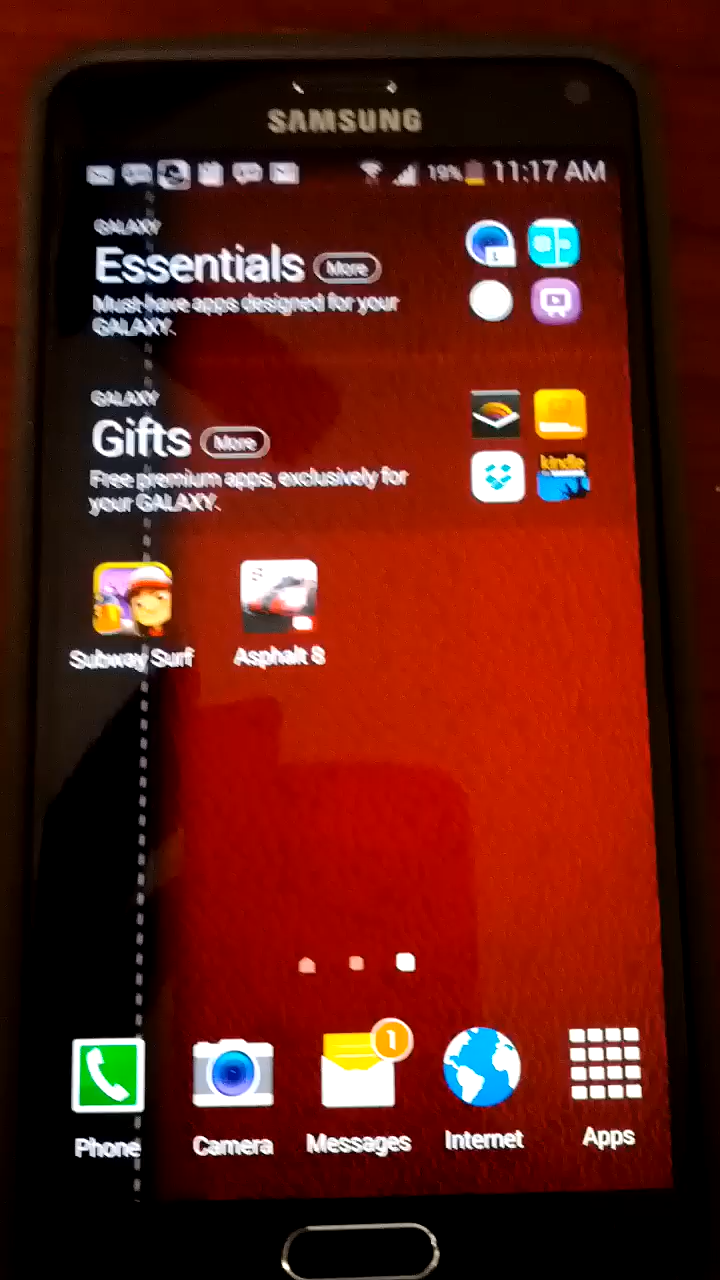 SAMSUNG
19% 11:17 AM
GALAXY
Essentials More
Must-have apps designed for your
GALAXY.
GALAXY
Gifts More
Free premium apps, exclusively for
your GALAXY.
kindle
Subway Surf Asphalt 8
1
Phone Camera Messages Internet Apps